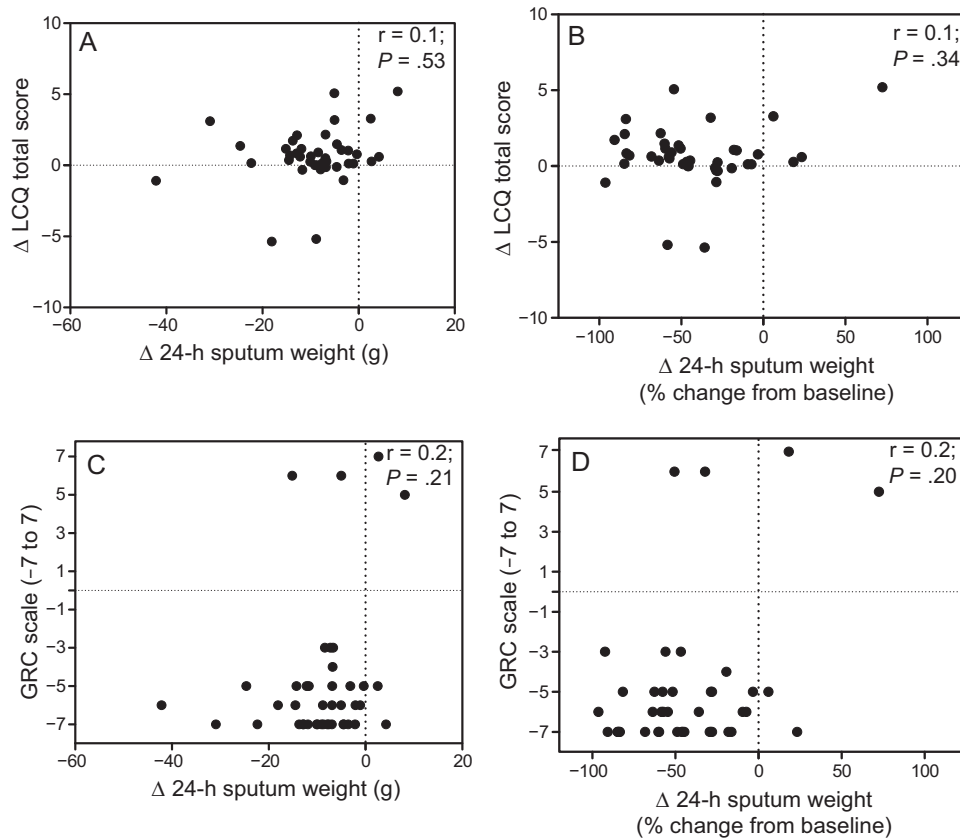 A
r = 0.1;
P = .53
Δ LCQ total score
10
5
0
−5
−10
−60
−40
−20
0
20
Δ 24-h sputum weight (g)
B
r = 0.1;
P = .34
Δ LCQ total score
10
5
0
−5
−10
−100
−50
0
50
100
Δ 24-h sputum weight
(% change from baseline)
C
r = 0.2;
P = .21
GRC scale (−7 to 7)
7
5
3
1
−1
−3
−5
−7
−60
−40
−20
0
20
Δ 24-h sputum weight (g)
D
r = 0.2;
P = .20
GRC scale (−7 to 7)
7
5
3
1
−1
−3
−5
−7
−100
−50
0
50
100
Δ 24-h sputum weight
(% change from baseline)